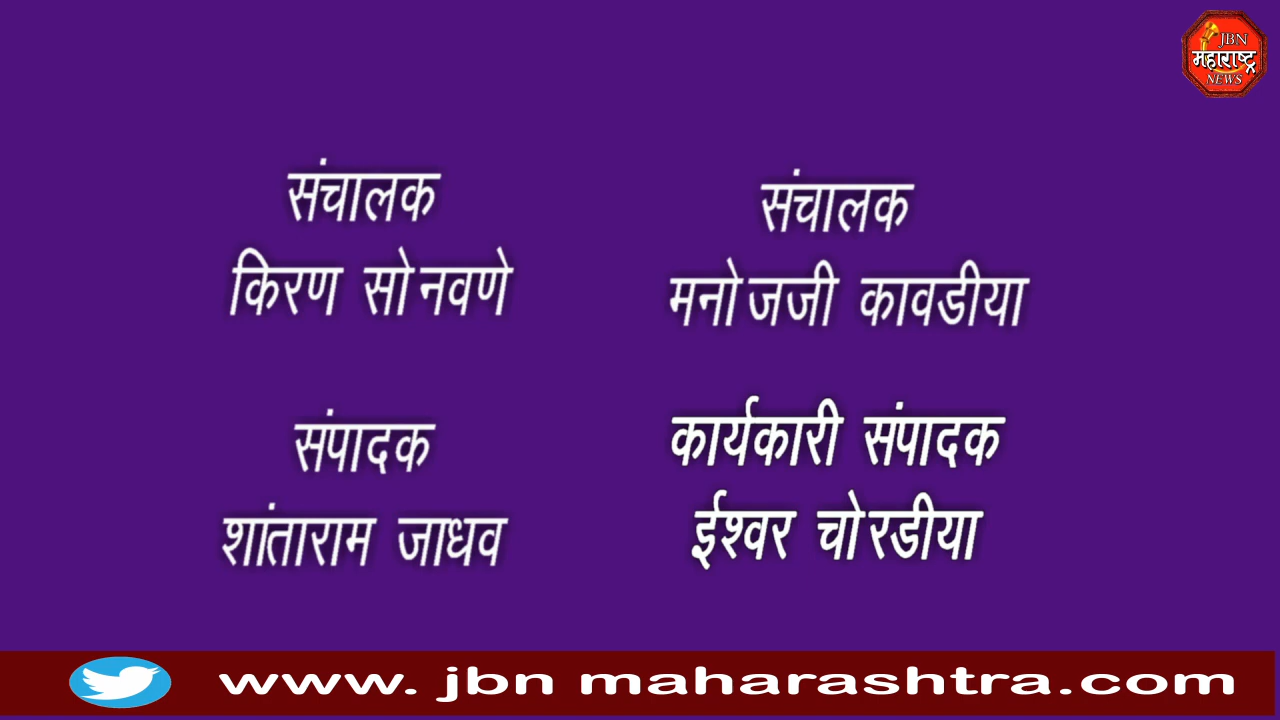 JBN
महाराष्ट्र
NEWS
संचालक
किरण सोनवणे
संचालक
मनोजजी कावडीया
संपादक
शांताराम जाधव
कार्यकारी संपादक
ईश्वर चोरडीया
www. jbn maharashtra.com